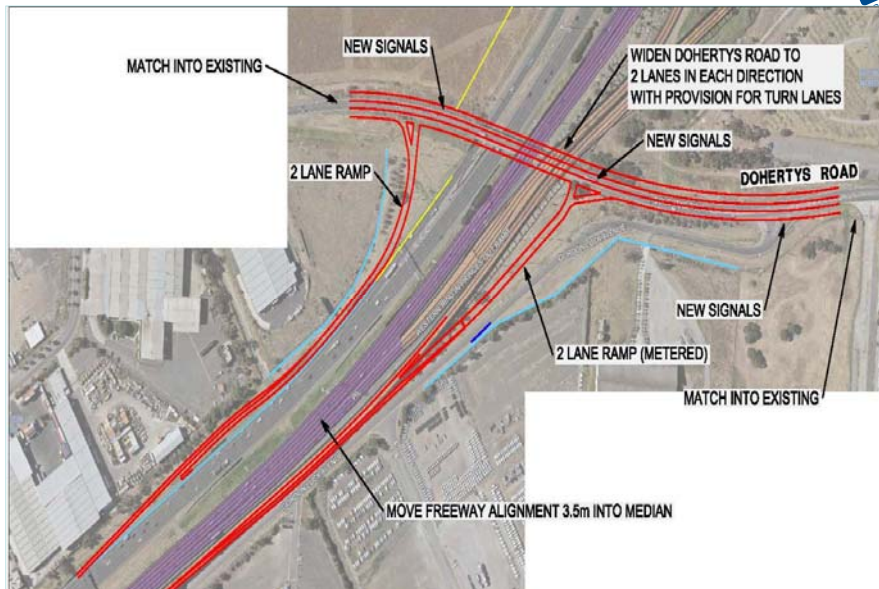 NEW SIGNALS
MATCH INTO EXISTING
WIDEN DOHERTYS ROAD TO
2 LANES IN EACH DIRECTION
WITH PROVISION FOR TURN LANES
NEW SIGNALS
2 LANE RAMP
DOHERTYS ROAD
NEW SIGNALS
2 LANE RAMP (METERED)
MATCH INTO EXISTING
MOVE FREEWAY ALIGNMENT 3.5m INTO MEDIAN